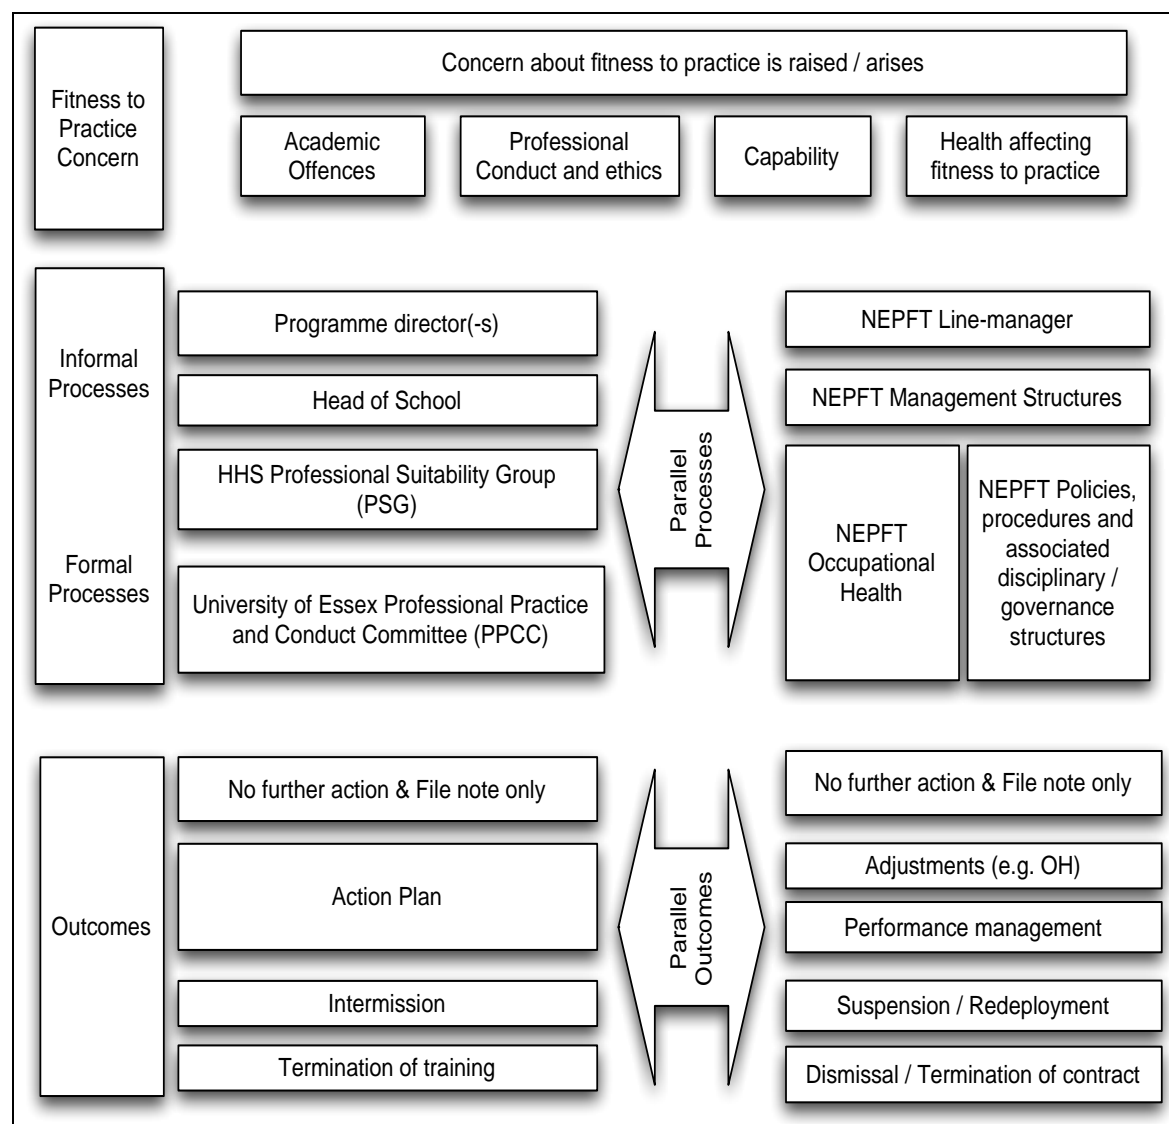 Concern about fitness to practice is raised / arises
Fitness to
Practice
Concern
Academic
Offences
Professional
Conduct and ethics
Capability
Health affecting
fitness to practice
Informal
Processes
Formal
Processes
Programme director(-s)
Head of School
HHS Professional Suitability Group
(PSG)
University of Essex Professional Practice
and Conduct Committee (PPCC)
Parallel
Processes
NEPFT Line-manager
NEPFT Management Structures
NEPFT
Occupational
Health
NEPFT Policies,
procedures and
associated
disciplinary /
governance
structures
Outcomes
No further action & File note only
Action Plan
Intermission
Termination of training
Parallel
Outcomes
No further action & File note only
Adjustments (e.g. OH)
Performance management
Suspension / Redeployment
Dismissal / Termination of contract